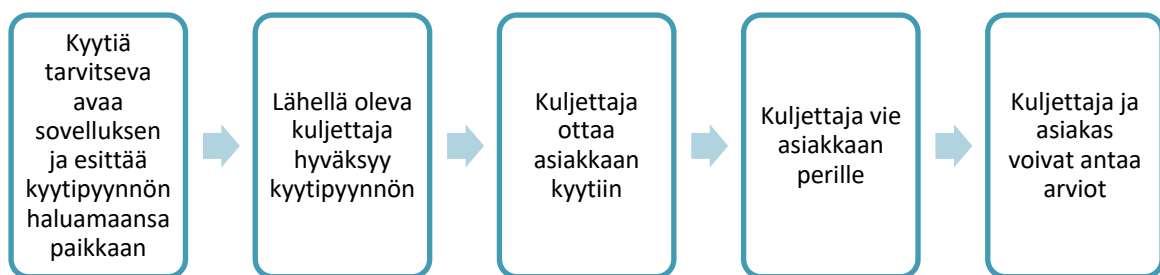 Kyytiä
tarvitseva
avaa
sovelluksen
ja esittää
kyytipyynnön
haluamaansa
paikkaan
Lähellä oleva
kuljettaja
hyväksyy
kyytipyynnön
Kuljettaja
ottaa
asiakkaan
kyytiin
Kuljettaja vie
asiakkaan
perille
Kuljettaja ja
asiakas
voivat antaa
arviot